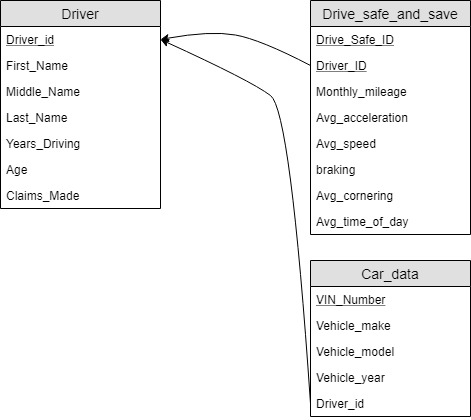 Driver
Driver_id
First_Name
Middle_Name
Last_Name
Years_Driving
Age
Claims_Made
Drive_safe_and_save
Drive_Safe_ID
Driver_ID
Monthly_mileage
Avg_acceleration
Avg_speed
braking
Avg_cornering
Avg_time_of_day
Car_data
VIN_Number
Vehicle_make
Vehicle_model
Vehicle_year
Driver_id